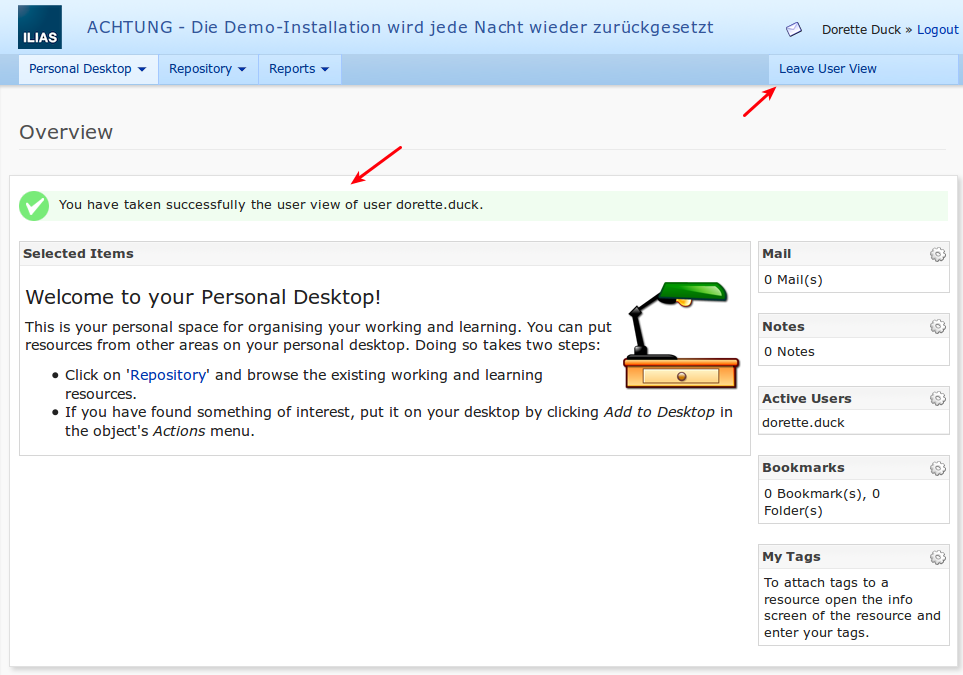 ILIAS
ACHTUNG - Die Demo-Installation wird jede Nacht wieder zurückgesetzt
Dorette Duck » Logout
Personal Desktop
Repository
Reports
Leave User View
Overview
You have taken successfully the user view of user dorette.duck.
Selected Items
Welcome to your Personal Desktop!
This is your personal space for organising your working and learning. You can put
resources from other areas on your personal desktop. Doing so takes two steps:
• Click on 'Repository' and browse the existing working and learning
resources.
• If you have found something of interest, put it on your desktop by clicking Add to Desktop in
the object's Actions menu.
Mail
0 Mail(s)
Notes
0 Notes
Active Users
dorette.duck
Bookmarks
0 Bookmark(s), 0
Folder(s)
My Tags
To attach tags to a
resource open the info
screen of the resource and
enter your tags.